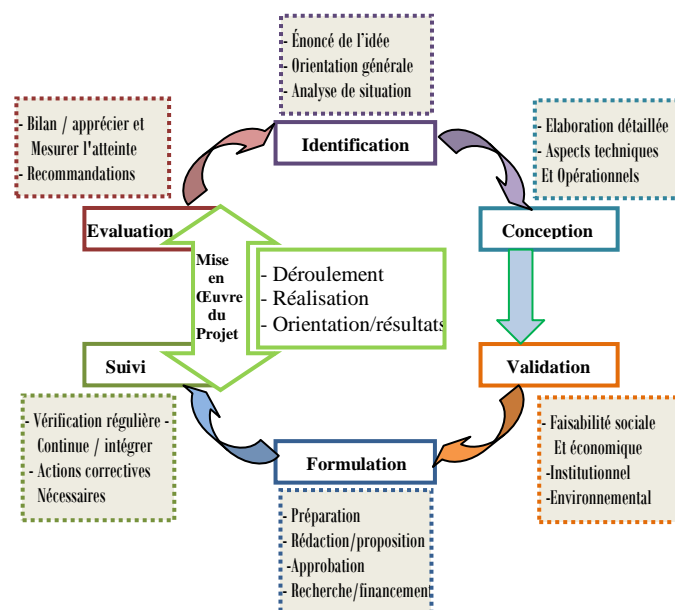 - Énoncé de l'idée
- Orientation générale
- Analyse de situation
Identification
- Elaboration détaillée
- Aspects techniques
Et Opérationnels
Conception
Validation
- Faisabilité sociale
Et économique
-Institutionnel
-Environmental
Formulation
- Préparation
- Rédaction/proposition
-Approbation
- Recherche/financement
Suivi
- Vérification régulière -
Continue / intégrer
- Actions correctives
Nécessaires
Evaluation
- Bilan / apprécier et
Mesurer l'atteinte
- Recommandations
Mise
en
Œuvre
du
Projet
- Déroulement
- Réalisation
- Orientation/résultats